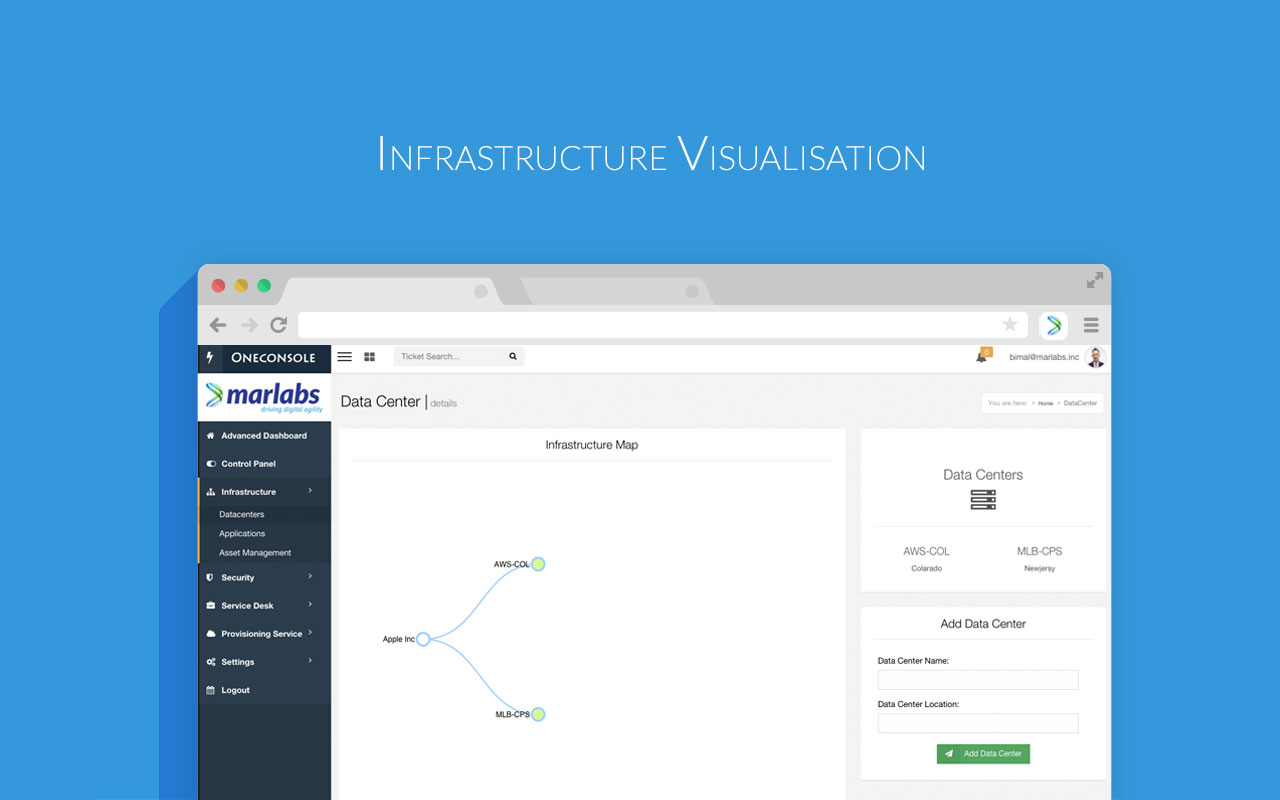 Infrastructure Visualisation
Oneconsole
Ticket Search...
0
bimal@marlabs.inc
marlabs
driving digital agility
Data Center | details
You are here: › Home › DataCenter
Advanced Dashboard
Control Panel
Infrastructure
Datacenters
Applications
Asset Management
Security
Service Desk
Provisioning Service
Settings
Logout
Infrastructure Map
AWS-COL
Apple Inc
MLB-CPS
Data Centers
AWS-COL MLB-CPS
Colarado Newjersy
Add Data Center
Data Center Name:
Data Center Location:
Add Data Center